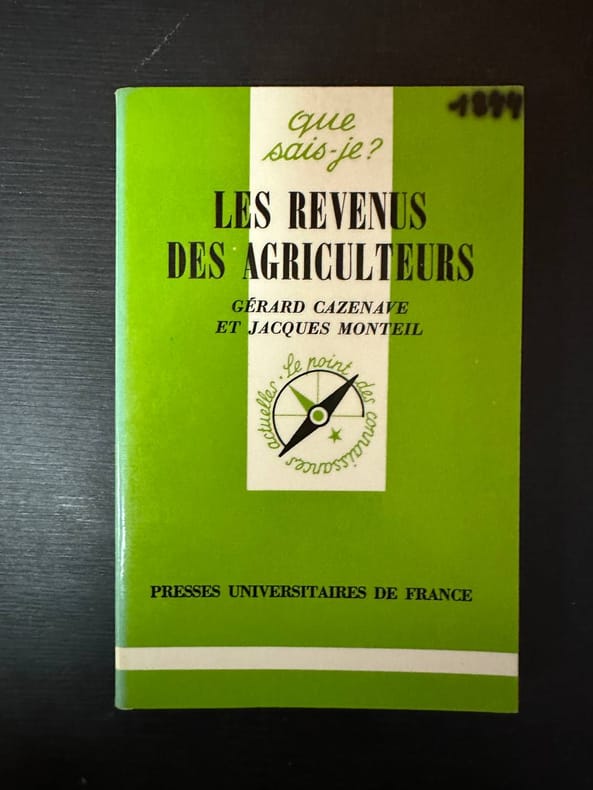 1844
que
sais-je?
LES REVENUS
DES AGRICULTEURS
GÉRARD CAZENAVE
ET JACQUES MONTEIL
Le point des connaissances actuelles.
PRESSES UNIVERSITAIRES DE FRANCE